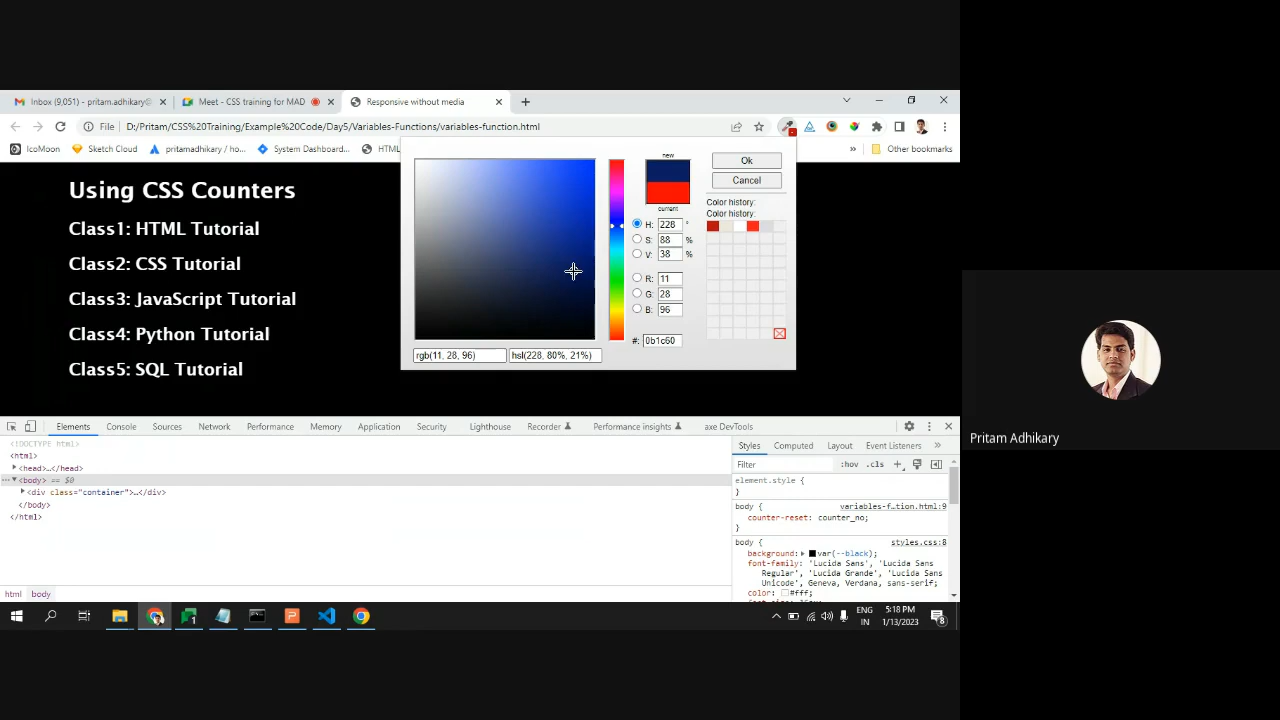 Inbox (9,051) - pritam.adhikary@
Meet - CSS training for MAD
Responsive without media
File
D:/Pritam/CSS%20Training/Example%20Code/Day5/Variables-Functions/variables-function.html
IcoMoon
Sketch Cloud
pritamadhikary / ho...
System Dashboard...
HTML
Other bookmarks
Using CSS Counters
Class1: HTML Tutorial
Class2: CSS Tutorial
Class3: JavaScript Tutorial
Class4: Python Tutorial
Class5: SQL Tutorial
new
current
Ok
Cancel
Color history:
Color history:
H: 228 °
S: 88 %
V: 38 %
R: 11
G: 28
B: 96
#: 0b1c60
rgb(11, 28, 96)
hsl(228, 80%, 21%)
Pritam Adhikary
Elements
Console
Sources
Network
Performance
Memory
Application
Security
Lighthouse
Recorder
Performance insights
axe DevTools
<!DOCTYPE html>
<html>
<head>…</head>
<body> == $0
<div class="container">…</div>
</body>
</html>
html
body
Styles
Computed
Layout
Event Listeners
»
Filter
:hov
.cls
element.style {
}
body {
variables-f…tion.html:9
counter-reset: counter_no;
}
body {
styles.css:8
background: var(--black);
font-family: 'Lucida Sans', 'Lucida Sans
Regular', 'Lucida Grande', 'Lucida Sans
Unicode', Geneva, Verdana, sans-serif;
color: #fff;
ENG
IN
5:18 PM
1/13/2023
8